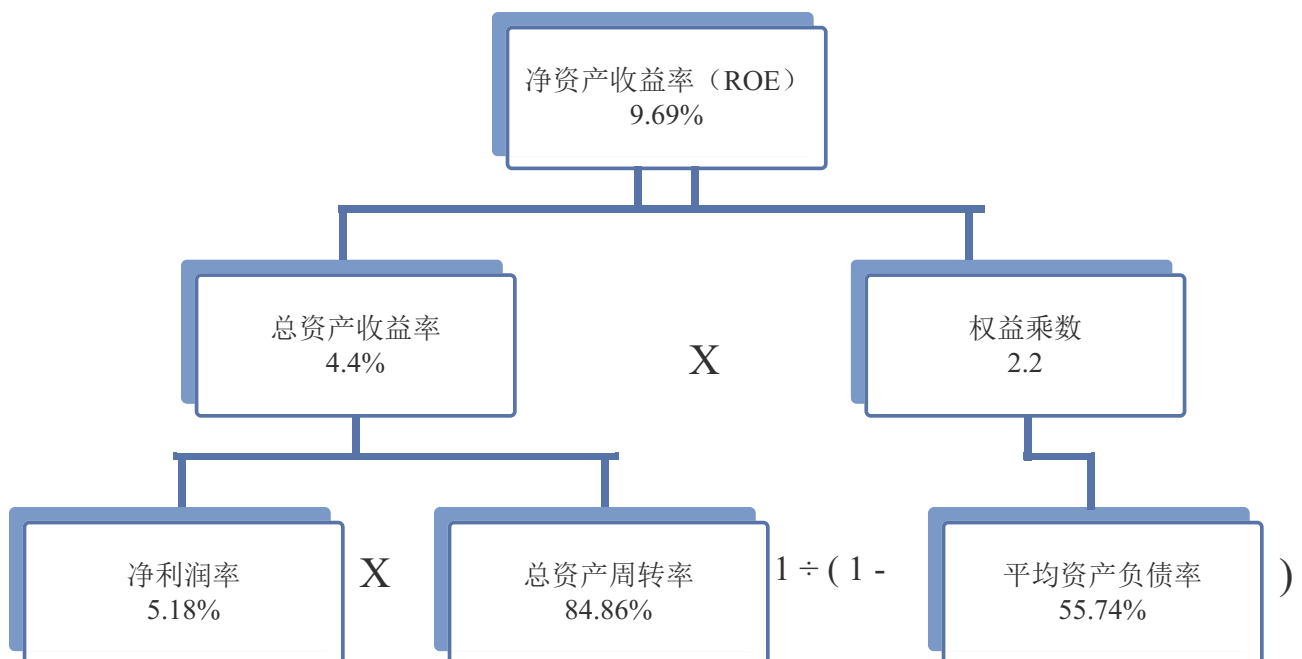 净资产收益率（ROE）
9.69%
总资产收益率
4.4%
X
权益乘数
2.2
净利润率
5.18%
X
总资产周转率
84.86%
1 ÷ ( 1 -
平均资产负债率
55.74%
)